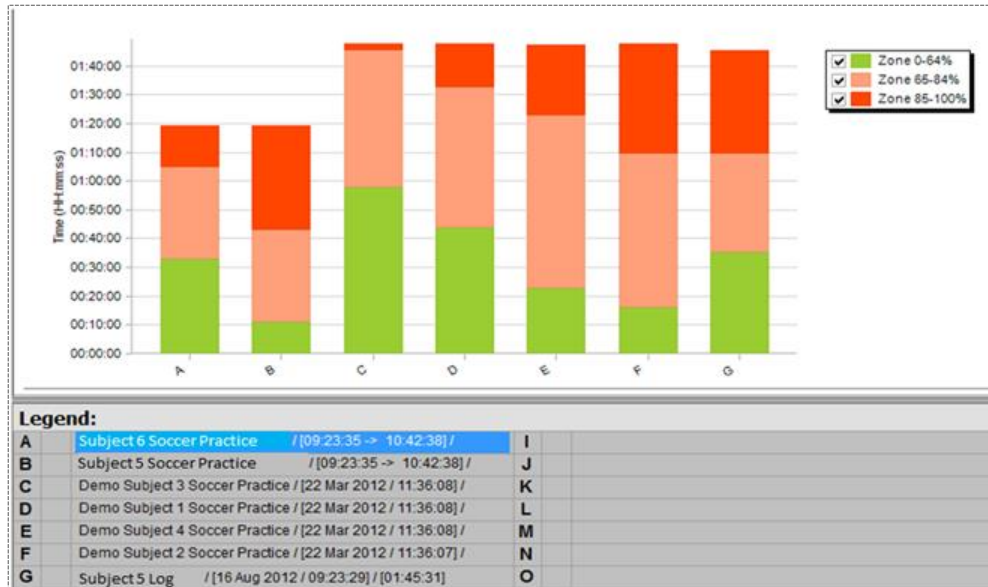 01:40:00
01:30:00
01:20:00
01:10:00
01:00:00
00:50:00
00:40:00
00:30:00
00:20:00
00:10:00
00:00:00
Time (HH:mm:ss)
A B C D E F G
Zone 0-64%
Zone 65-84%
Zone 85-100%
Legend:
A Subject 6 Soccer Practice / [09:23:35 -> 10:42:38] / I
B Subject 5 Soccer Practice / [09:23:35 -> 10:42:38] / J
C Demo Subject 3 Soccer Practice / [22 Mar 2012 / 11:36:08] / K
D Demo Subject 1 Soccer Practice / [22 Mar 2012 / 11:36:08] / L
E Demo Subject 4 Soccer Practice / [22 Mar 2012 / 11:36:08] / M
F Demo Subject 2 Soccer Practice / [22 Mar 2012 / 11:36:07] / N
G Subject 5 Log / [16 Aug 2012 / 09:23:29] / [01:45:31] O